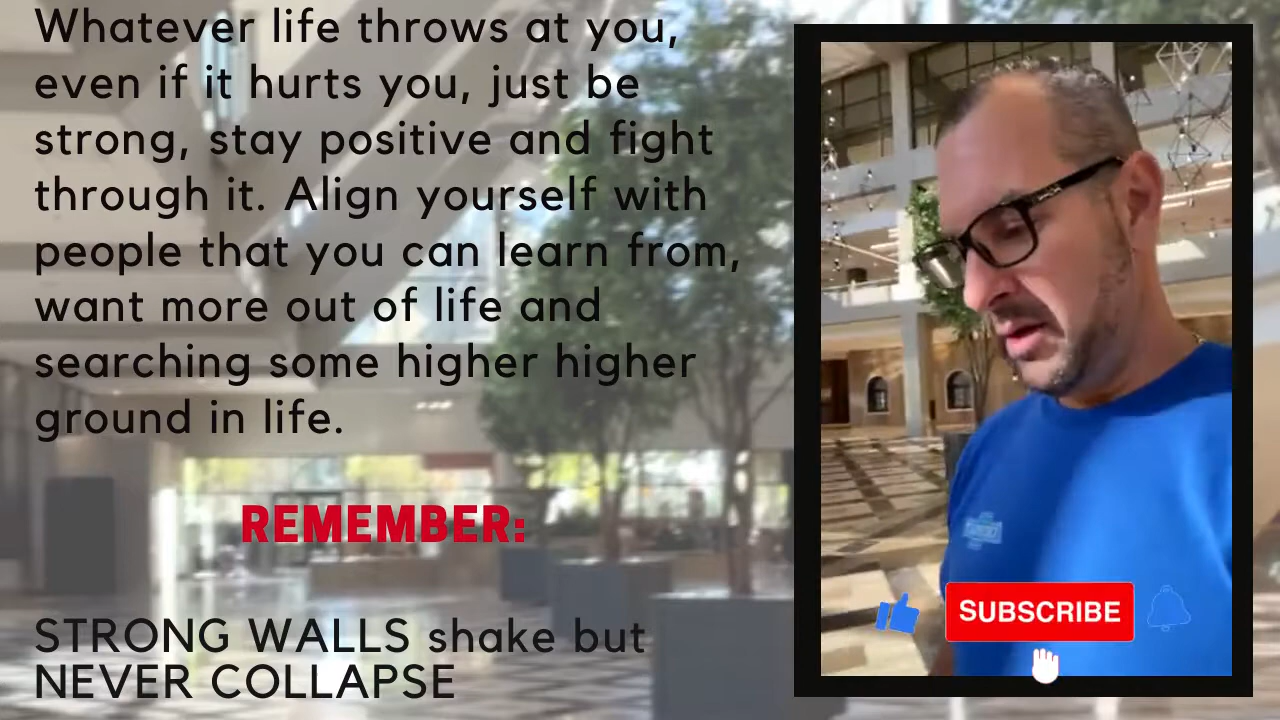 Whatever life throws at you,
even if it hurts you, just be
strong, stay positive and fight
through it. Align yourself with
people that you can learn from,
want more out of life and
searching some higher higher
ground in life.
REMEMBER:
STRONG WALLS shake but
NEVER COLLAPSE
SUBSCRIBE